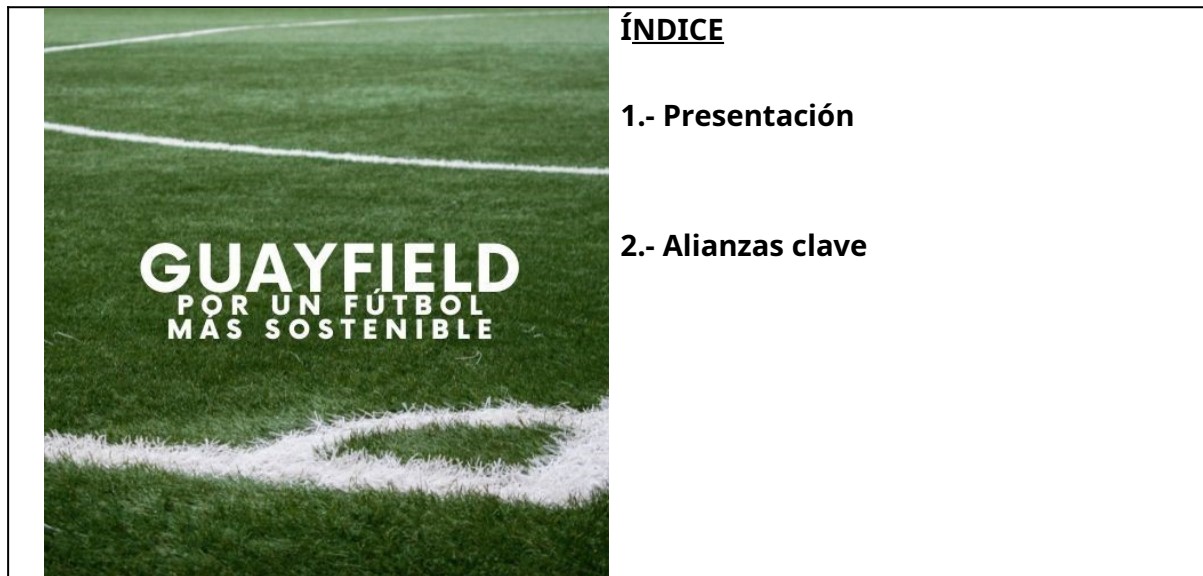 GUAYFIELD
POR UN FÚTBOL
MÁS SOSTENIBLE
ÍNDICE
1.- Presentación
2.- Alianzas clave